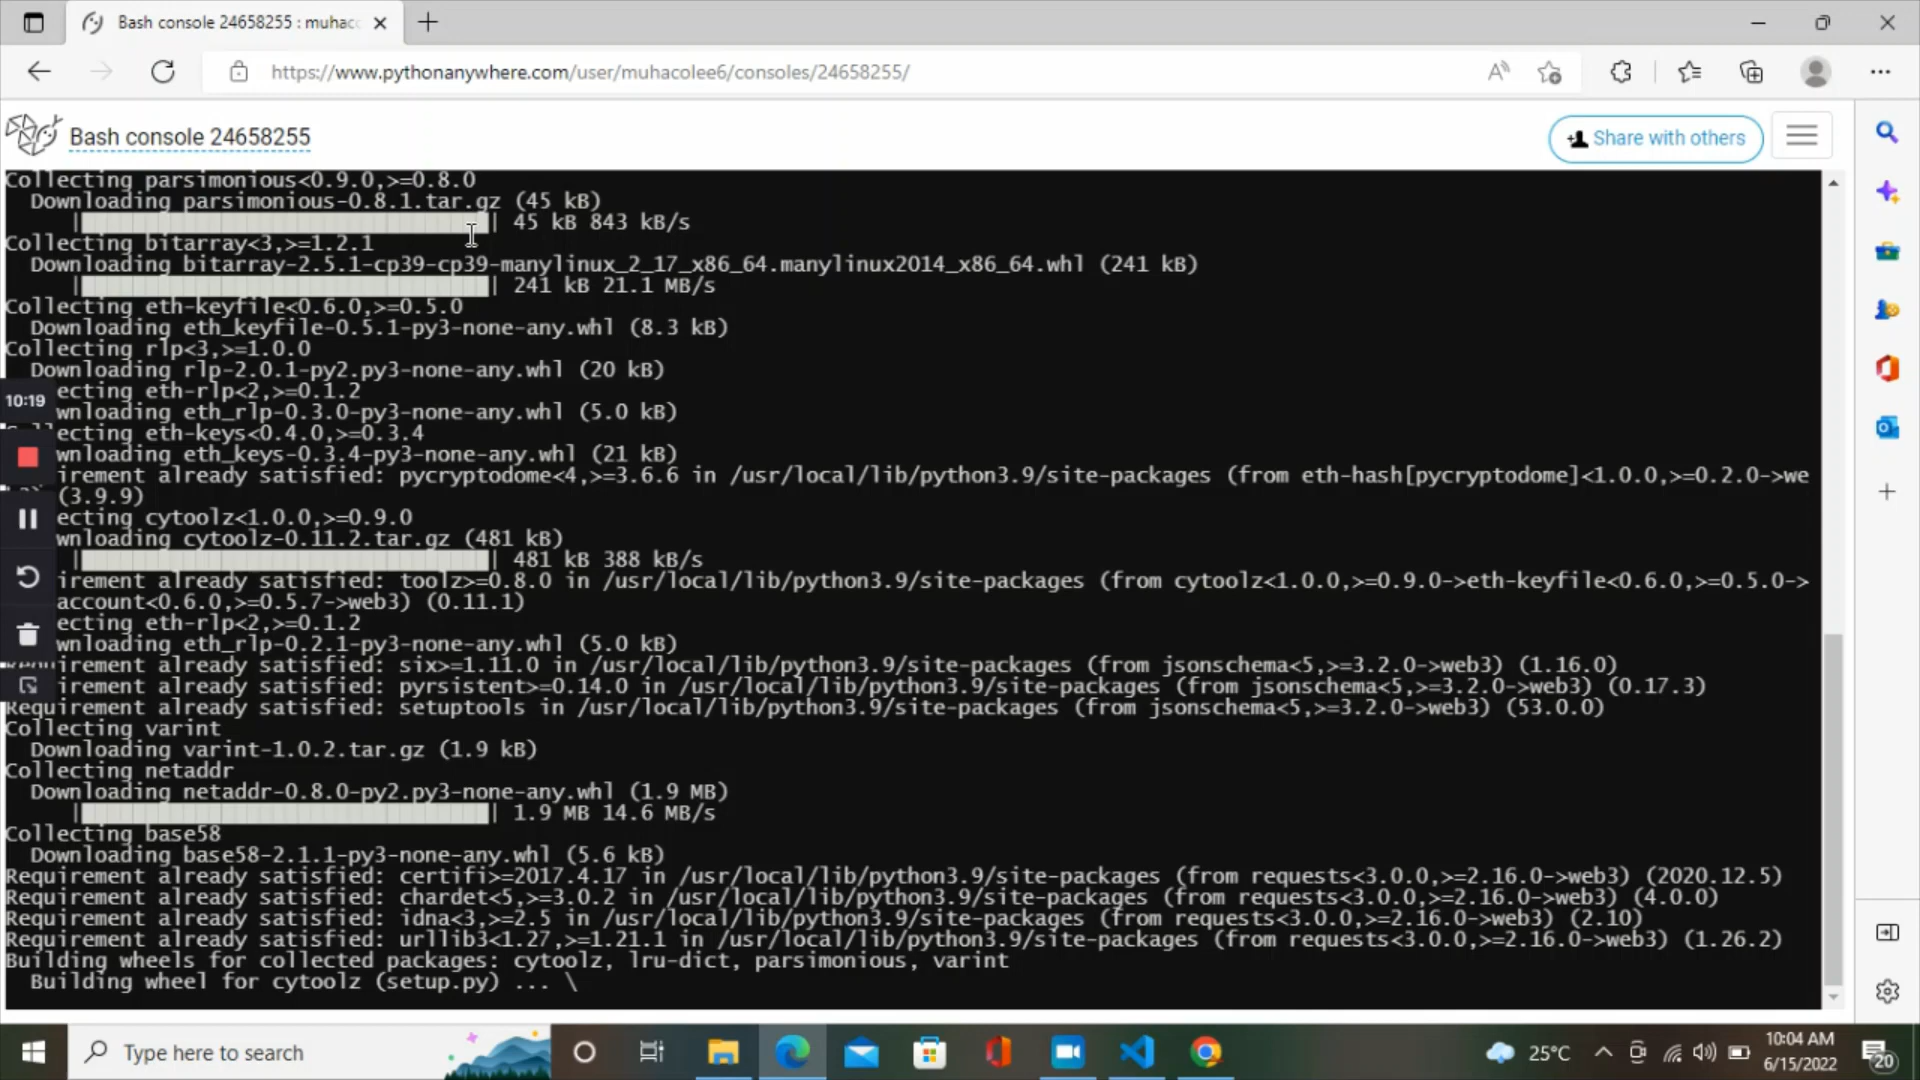 Bash console 24658255 : muhac
https://www.pythonanywhere.com/user/muhacolee6/consoles/24658255/
Bash console 24658255
Share with others
Collecting parsimonious<0.9.0,>=0.8.0
Downloading parsimonious-0.8.1.tar.gz (45 kB)
| | 45 kB 843 kB/s
Collecting bitarray<3,>=1.2.1
Downloading bitarray-2.5.1-cp39-cp39-manylinux_2_17_x86_64.manylinux2014_x86_64.whl (241 kB)
| | 241 kB 21.1 MB/s
Collecting eth-keyfile<0.6.0,>=0.5.0
Downloading eth_keyfile-0.5.1-py3-none-any.whl (8.3 kB)
Collecting rlp<3,>=1.0.0
Downloading rlp-2.0.1-py2.py3-none-any.whl (20 kB)
ecting eth-rlp<2,>=0.1.2
10:19
wnloading eth_rlp-0.3.0-py3-none-any.whl (5.0 kB)
ecting eth-keys<0.4.0,>=0.3.4
wnloading eth_keys-0.3.4-py3-none-any.whl (21 kB)
irement already satisfied: pycryptodome<4,>=3.6.6 in /usr/local/lib/python3.9/site-packages (from eth-hash[pycryptodome]<1.0.0,>=0.2.0->we
(3.9.9)
ecting cytoolz<1.0.0,>=0.9.0
wnloading cytoolz-0.11.2.tar.gz (481 kB)
| | 481 kB 388 kB/s
irement already satisfied: toolz>=0.8.0 in /usr/local/lib/python3.9/site-packages (from cytoolz<1.0.0,>=0.9.0->eth-keyfile<0.6.0,>=0.5.0->
account<0.6.0,>=0.5.7->web3) (0.11.1)
ecting eth-rlp<2,>=0.1.2
wnloading eth_rlp-0.2.1-py3-none-any.whl (5.0 kB)
irement already satisfied: six>=1.11.0 in /usr/local/lib/python3.9/site-packages (from jsonschema<5,>=3.2.0->web3) (1.16.0)
irement already satisfied: pyrsistent>=0.14.0 in /usr/local/lib/python3.9/site-packages (from jsonschema<5,>=3.2.0->web3) (0.17.3)
Requirement already satisfied: setuptools in /usr/local/lib/python3.9/site-packages (from jsonschema<5,>=3.2.0->web3) (53.0.0)
Collecting varint
Downloading varint-1.0.2.tar.gz (1.9 kB)
Collecting netaddr
Downloading netaddr-0.8.0-py2.py3-none-any.whl (1.9 MB)
| | 1.9 MB 14.6 MB/s
Collecting base58
Downloading base58-2.1.1-py3-none-any.whl (5.6 kB)
Requirement already satisfied: certifi>=2017.4.17 in /usr/local/lib/python3.9/site-packages (from requests<3.0.0,>=2.16.0->web3) (2020.12.5)
Requirement already satisfied: chardet<5,>=3.0.2 in /usr/local/lib/python3.9/site-packages (from requests<3.0.0,>=2.16.0->web3) (4.0.0)
Requirement already satisfied: idna<3,>=2.5 in /usr/local/lib/python3.9/site-packages (from requests<3.0.0,>=2.16.0->web3) (2.10)
Requirement already satisfied: urllib3<1.27,>=1.21.1 in /usr/local/lib/python3.9/site-packages (from requests<3.0.0,>=2.16.0->web3) (1.26.2)
Building wheels for collected packages: cytoolz, lru-dict, parsimonious, varint
Building wheel for cytoolz (setup.py) ... \
Type here to search
25°C
10:04 AM
6/15/2022
20